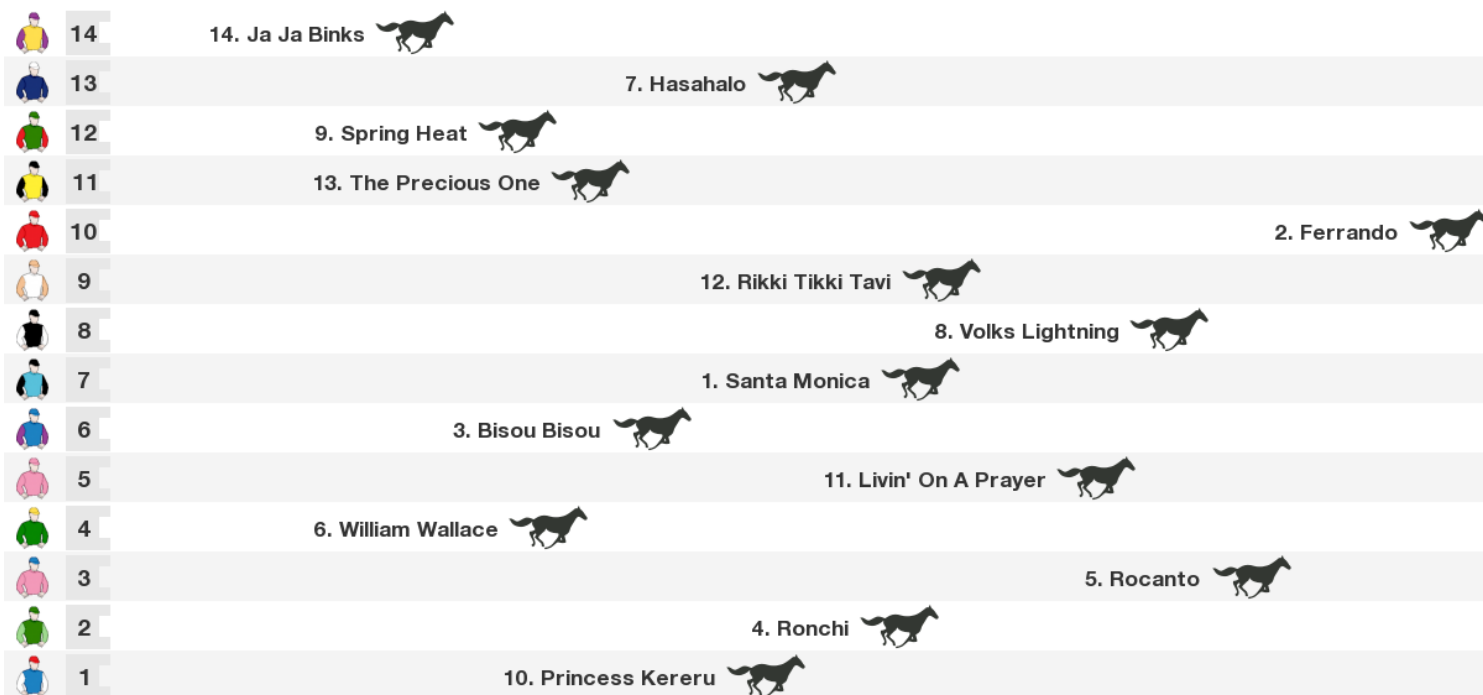 14 14. Ja Ja Binks
13 7. Hasahalo
12 9. Spring Heat
11 13. The Precious One
10 2. Ferrando
9 12. Rikki Tikki Tavi
8 8. Volks Lightning
7 1. Santa Monica
6 3. Bisou Bisou
5 11. Livin' On A Prayer
4 6. William Wallace
3 5. Rocanto
2 4. Ronchi
1 10. Princess Kereru